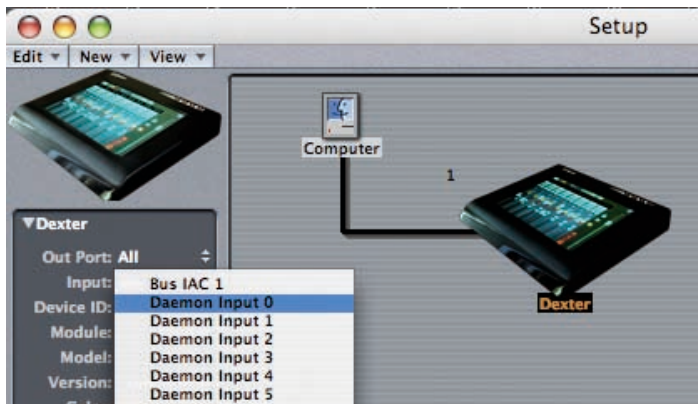 Setup
Edit New View
Computer
1
Dexter
Dexter
Out Port: All
Input:
Device ID:
Module:
Model:
Version:
Bus IAC 1
Daemon Input 0
Daemon Input 1
Daemon Input 2
Daemon Input 3
Daemon Input 4
Daemon Input 5